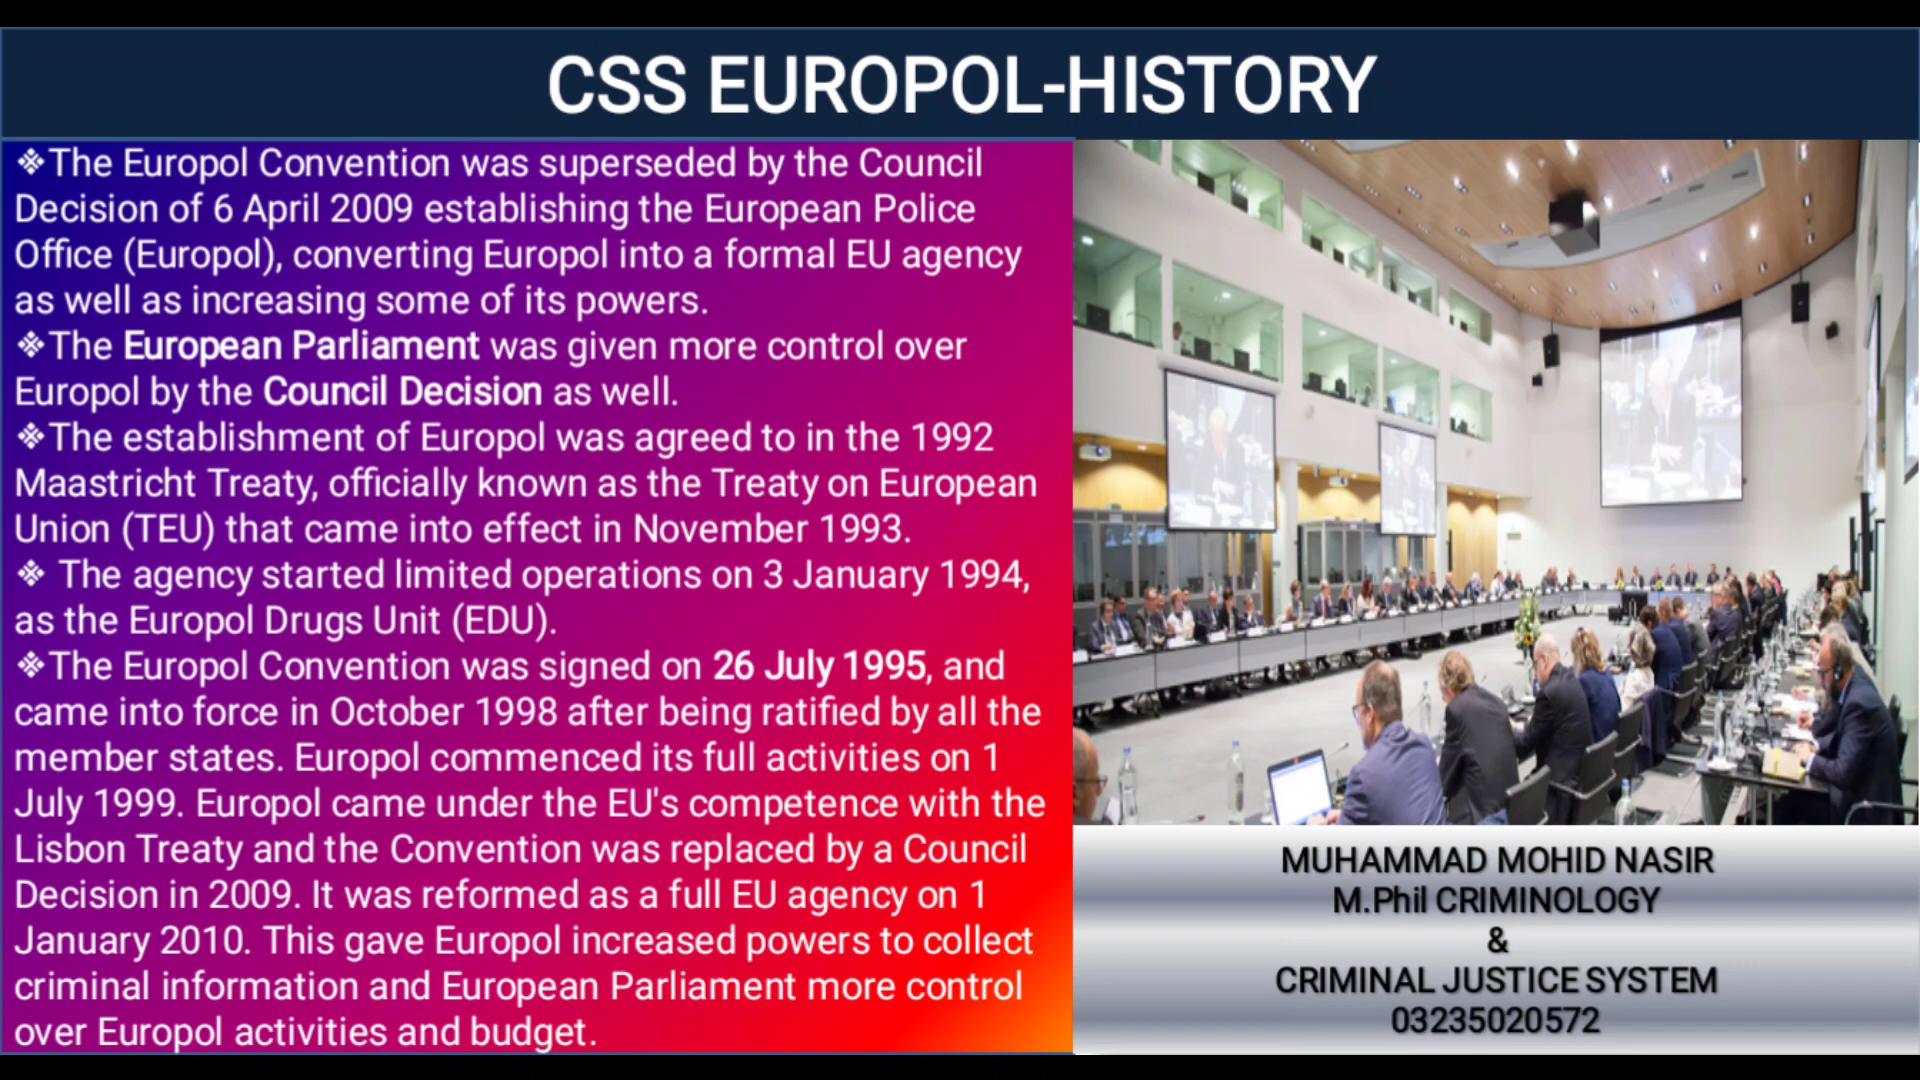 CSS EUROPOL-HISTORY
❖The Europol Convention was superseded by the Council
Decision of 6 April 2009 establishing the European Police
Office (Europol), converting Europol into a formal EU agency
as well as increasing some of its powers.
❖The European Parliament was given more control over
Europol by the Council Decision as well.
❖The establishment of Europol was agreed to in the 1992
Maastricht Treaty, officially known as the Treaty on European
Union (TEU) that came into effect in November 1993.
❖ The agency started limited operations on 3 January 1994,
as the Europol Drugs Unit (EDU).
❖The Europol Convention was signed on 26 July 1995, and
came into force in October 1998 after being ratified by all the
member states. Europol commenced its full activities on 1
July 1999. Europol came under the EU's competence with the
Lisbon Treaty and the Convention was replaced by a Council
Decision in 2009. It was reformed as a full EU agency on 1
January 2010. This gave Europol increased powers to collect
criminal information and European Parliament more control
over Europol activities and budget.
MUHAMMAD MOHID NASIR
M.Phil CRIMINOLOGY
&
CRIMINAL JUSTICE SYSTEM
03235020572